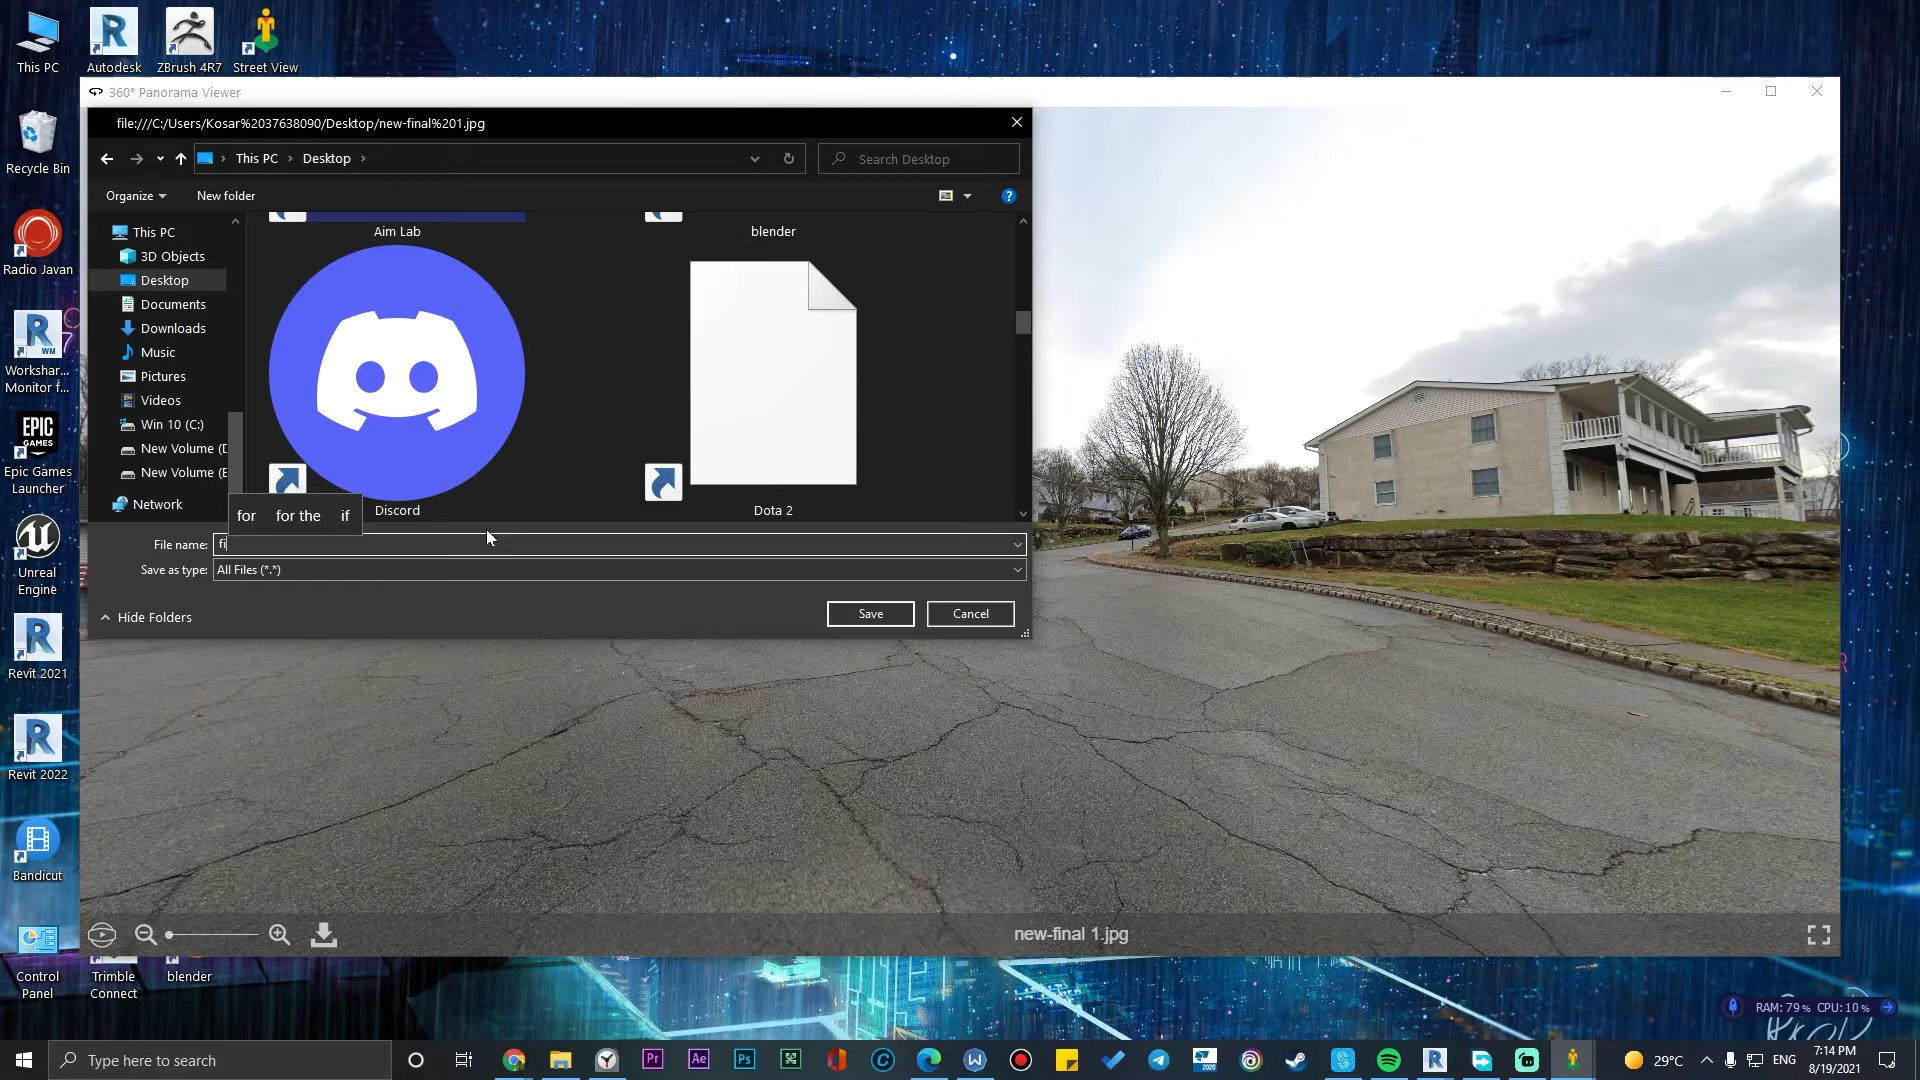 This PC
Autodesk
ZBrush 4R7
Street View
360° Panorama Viewer
file:///C:/Users/Kosar%2037638090/Desktop/new-final%201.jpg
This PC
Desktop
Search Desktop
Organize
New folder
Recycle Bin
Radio Javan
WM
Workshar...
Monitor f...
EPIC
GAMES
Epic Games
Launcher
Unreal
Engine
Revit 2021
Revit 2022
Bandicut
Control
Panel
Trimble
Connect
blender
This PC
3D Objects
Desktop
Documents
Downloads
Music
Pictures
Videos
Win 10 (C:)
New Volume (D
New Volume (E
Network
Aim Lab
blender
Discord
Dota 2
for
for the
if
File name:
fi
Save as type:
All Files (*.*)
Hide Folders
Save
Cancel
new-final 1.jpg
RAM: 79% CPU: 10%
Type here to search
Pr
Ae
Ps
2020
29°C
ENG
7:14 PM
8/19/2021